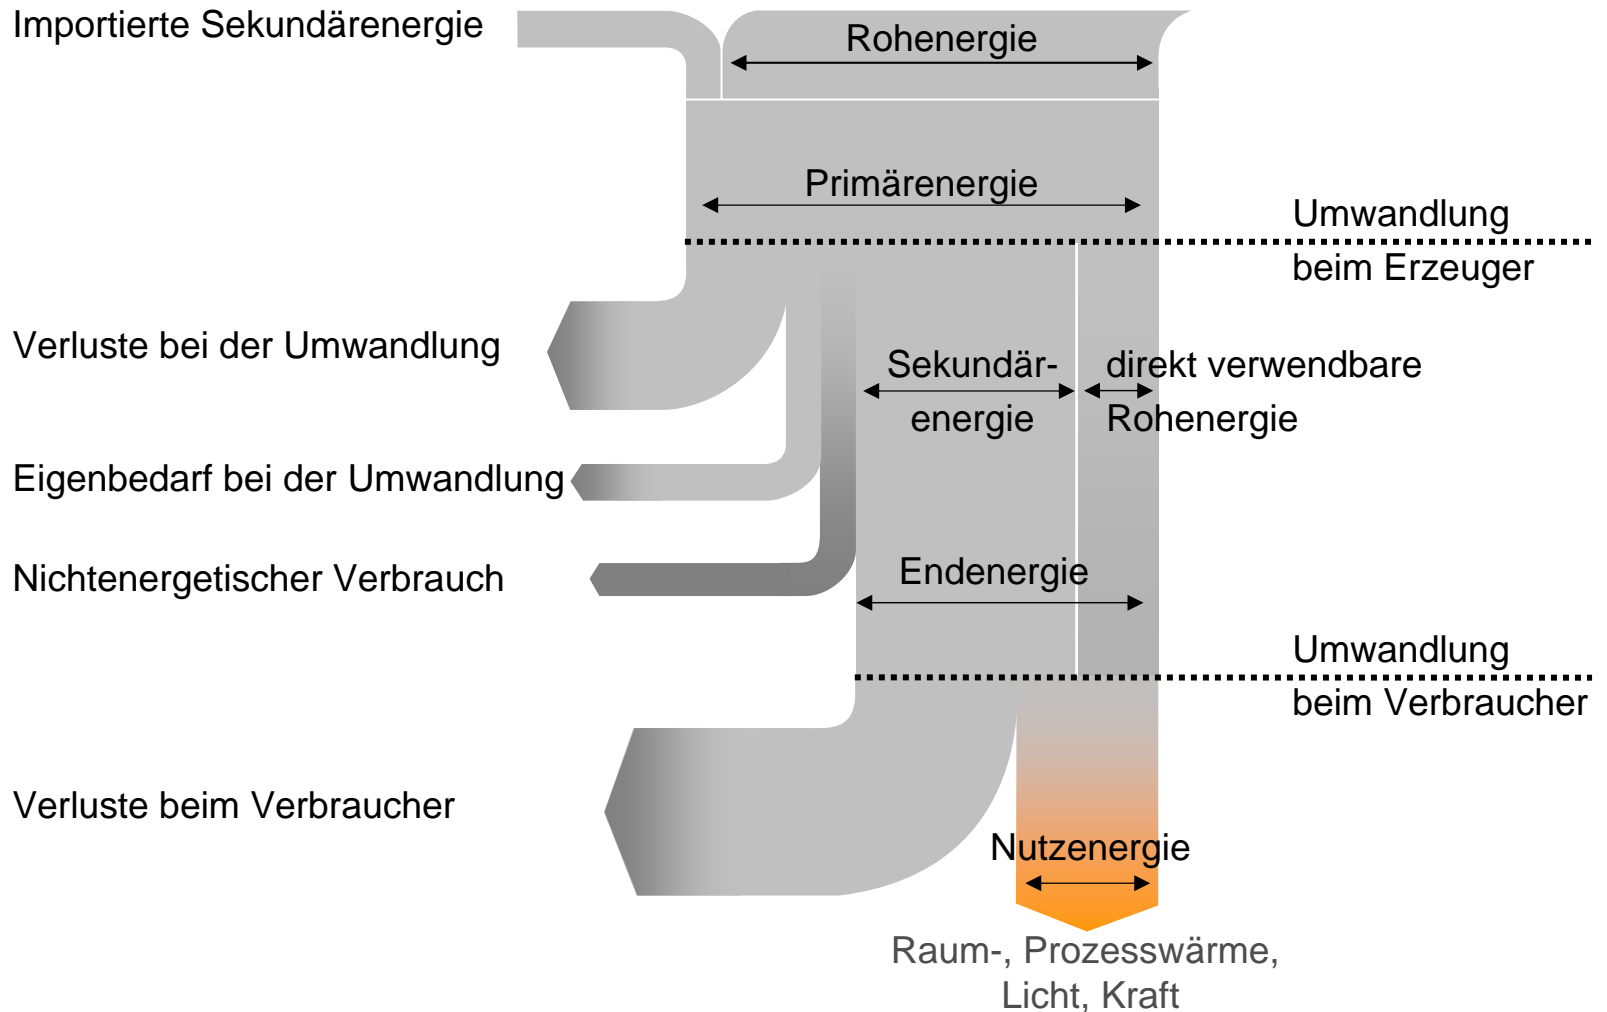 Importierte Sekundärenergie
Rohenergie
Primärenergie
Umwandlung
beim Erzeuger
Verluste bei der Umwandlung
Sekundär-
energie
direkt verwendbare
Rohenergie
Eigenbedarf bei der Umwandlung
Nichtenergetischer Verbrauch
Endenergie
Umwandlung
beim Verbraucher
Verluste beim Verbraucher
Nutzenergie
Raum-, Prozesswärme,
Licht, Kraft